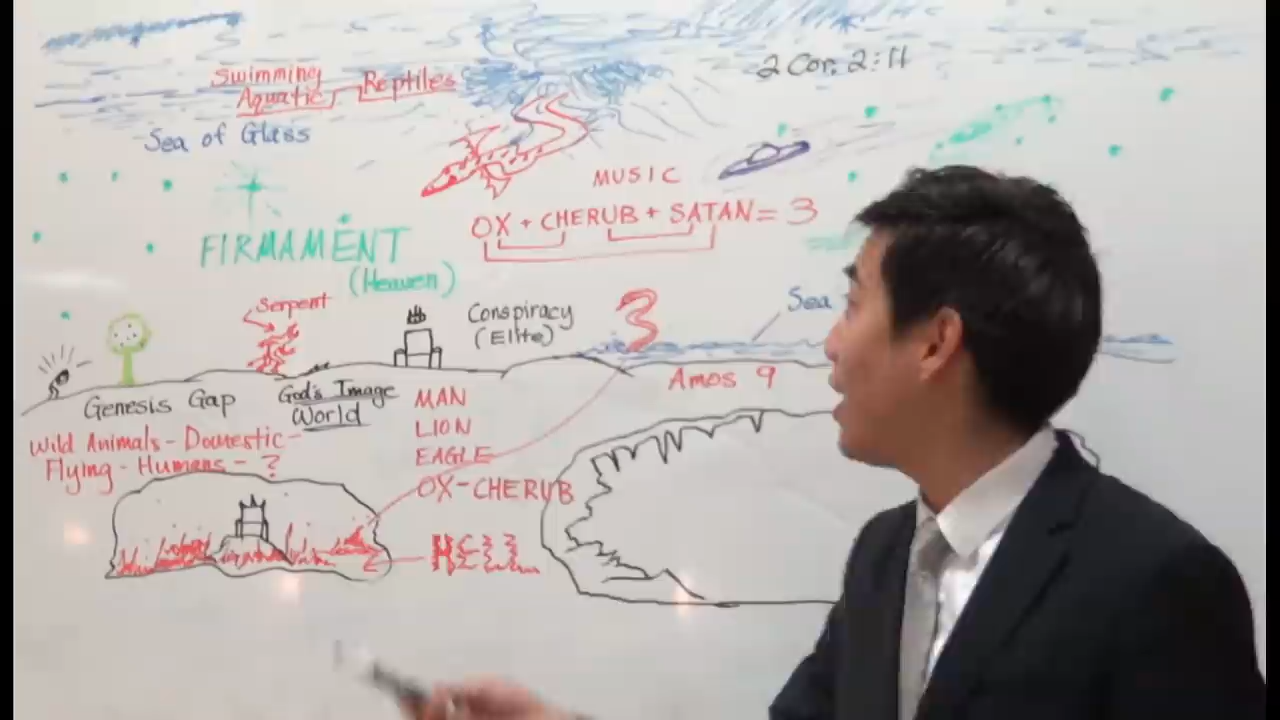 2 Cor. 2:11
Swimming
Aquatic Reptiles
Sea of Glass
MUSIC
OX + CHERUB + SATAN = 3
FIRMAMENT
(Heaven)
Serpent
Conspiracy
(Elite)
3
Sea
Genesis Gap
God's Image
World
Amos 9
MAN
LION
EAGLE
OX-CHERUB
Wild Animals - Domestic -
Flying - Humans - ?
HELL